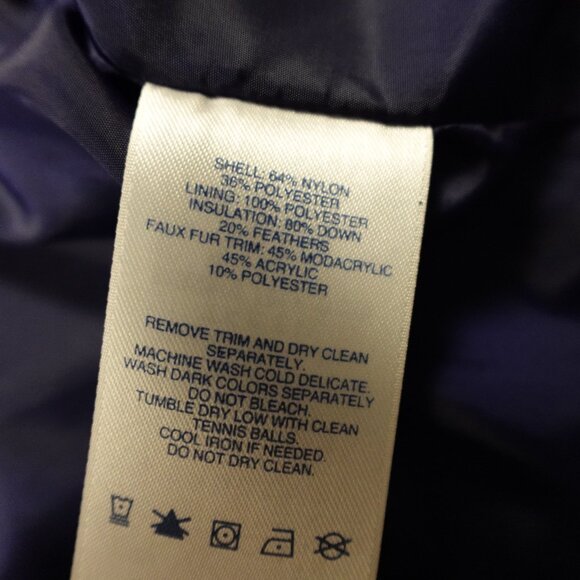 SHELL: 64% NYLON
36% POLYESTER
LINING: 100% POLYESTER
INSULATION: 80% DOWN
20% FEATHERS
FAUX FUR TRIM: 45% MODACRYLIC
45% ACRYLIC
10% POLYESTER
REMOVE TRIM AND DRY CLEAN
SEPARATELY.
MACHINE WASH COLD DELICATE.
WASH DARK COLORS SEPARATELY
DO NOT BLEACH.
TUMBLE DRY LOW WITH CLEAN
TENNIS BALLS.
COOL IRON IF NEEDED.
DO NOT DRY CLEAN.